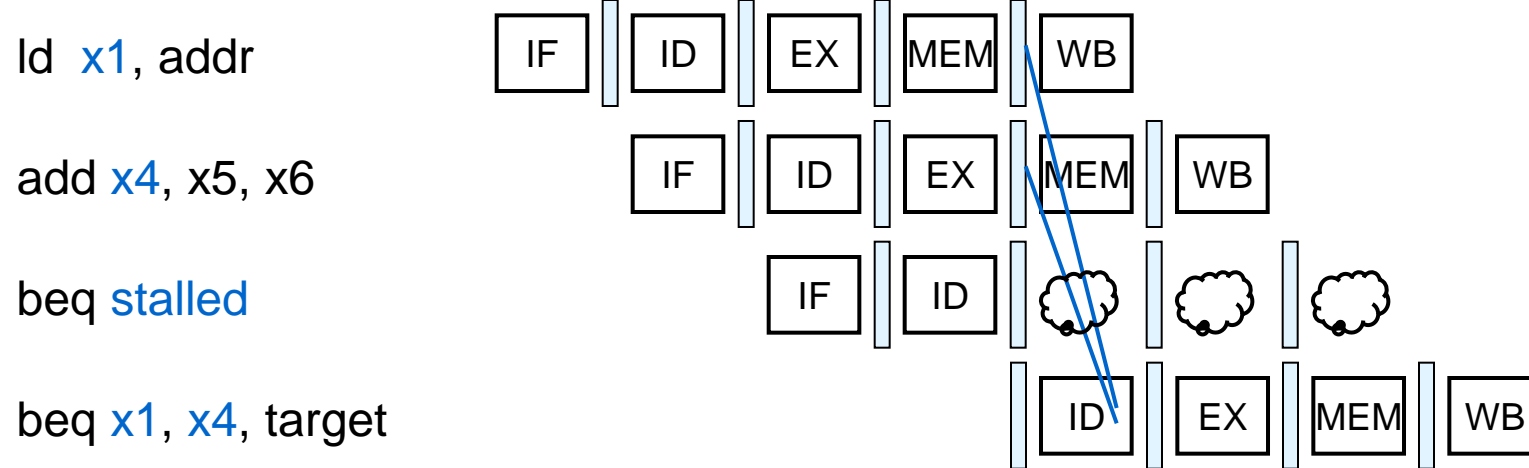 ld x1, addr IF ID EX MEM WB
add x4, x5, x6 IF ID EX MEM WB
beq stalled IF ID
beq x1, x4, target ID EX MEM WB